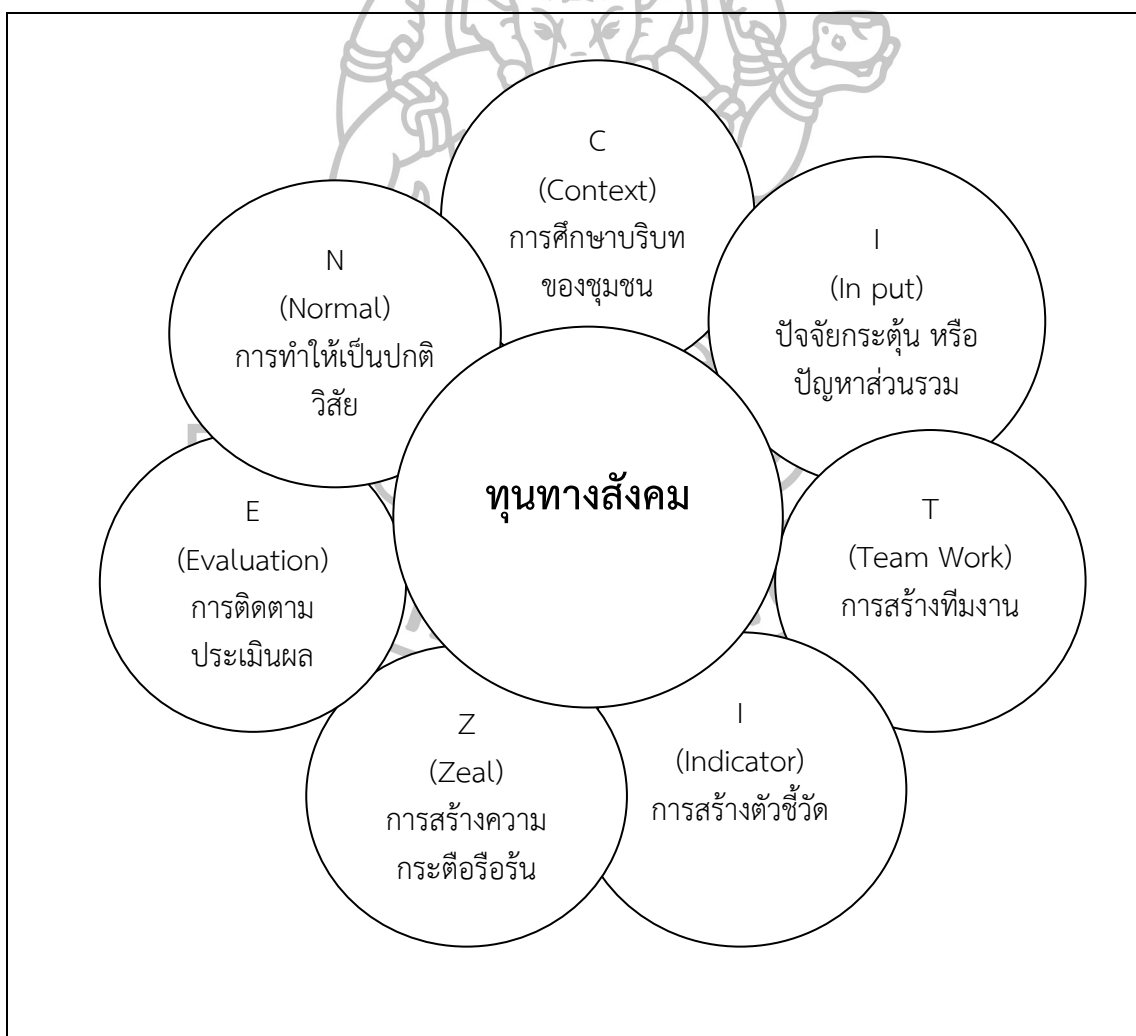 C
(Context)
การศึกษาบริบท
ของชุมชน
I
(In put)
ปัจจัยกระตุ้น หรือ
ปัญหาส่วนรวม
T
(Team Work)
การสร้างทีมงาน
I
(Indicator)
การสร้างตัวชี้วัด
Z
(Zeal)
การสร้างความ
กระตือรือร้น
E
(Evaluation)
การติดตาม
ประเมินผล
N
(Normal)
การทำให้เป็นปกติ
วิสัย
ทุนทางสังคม